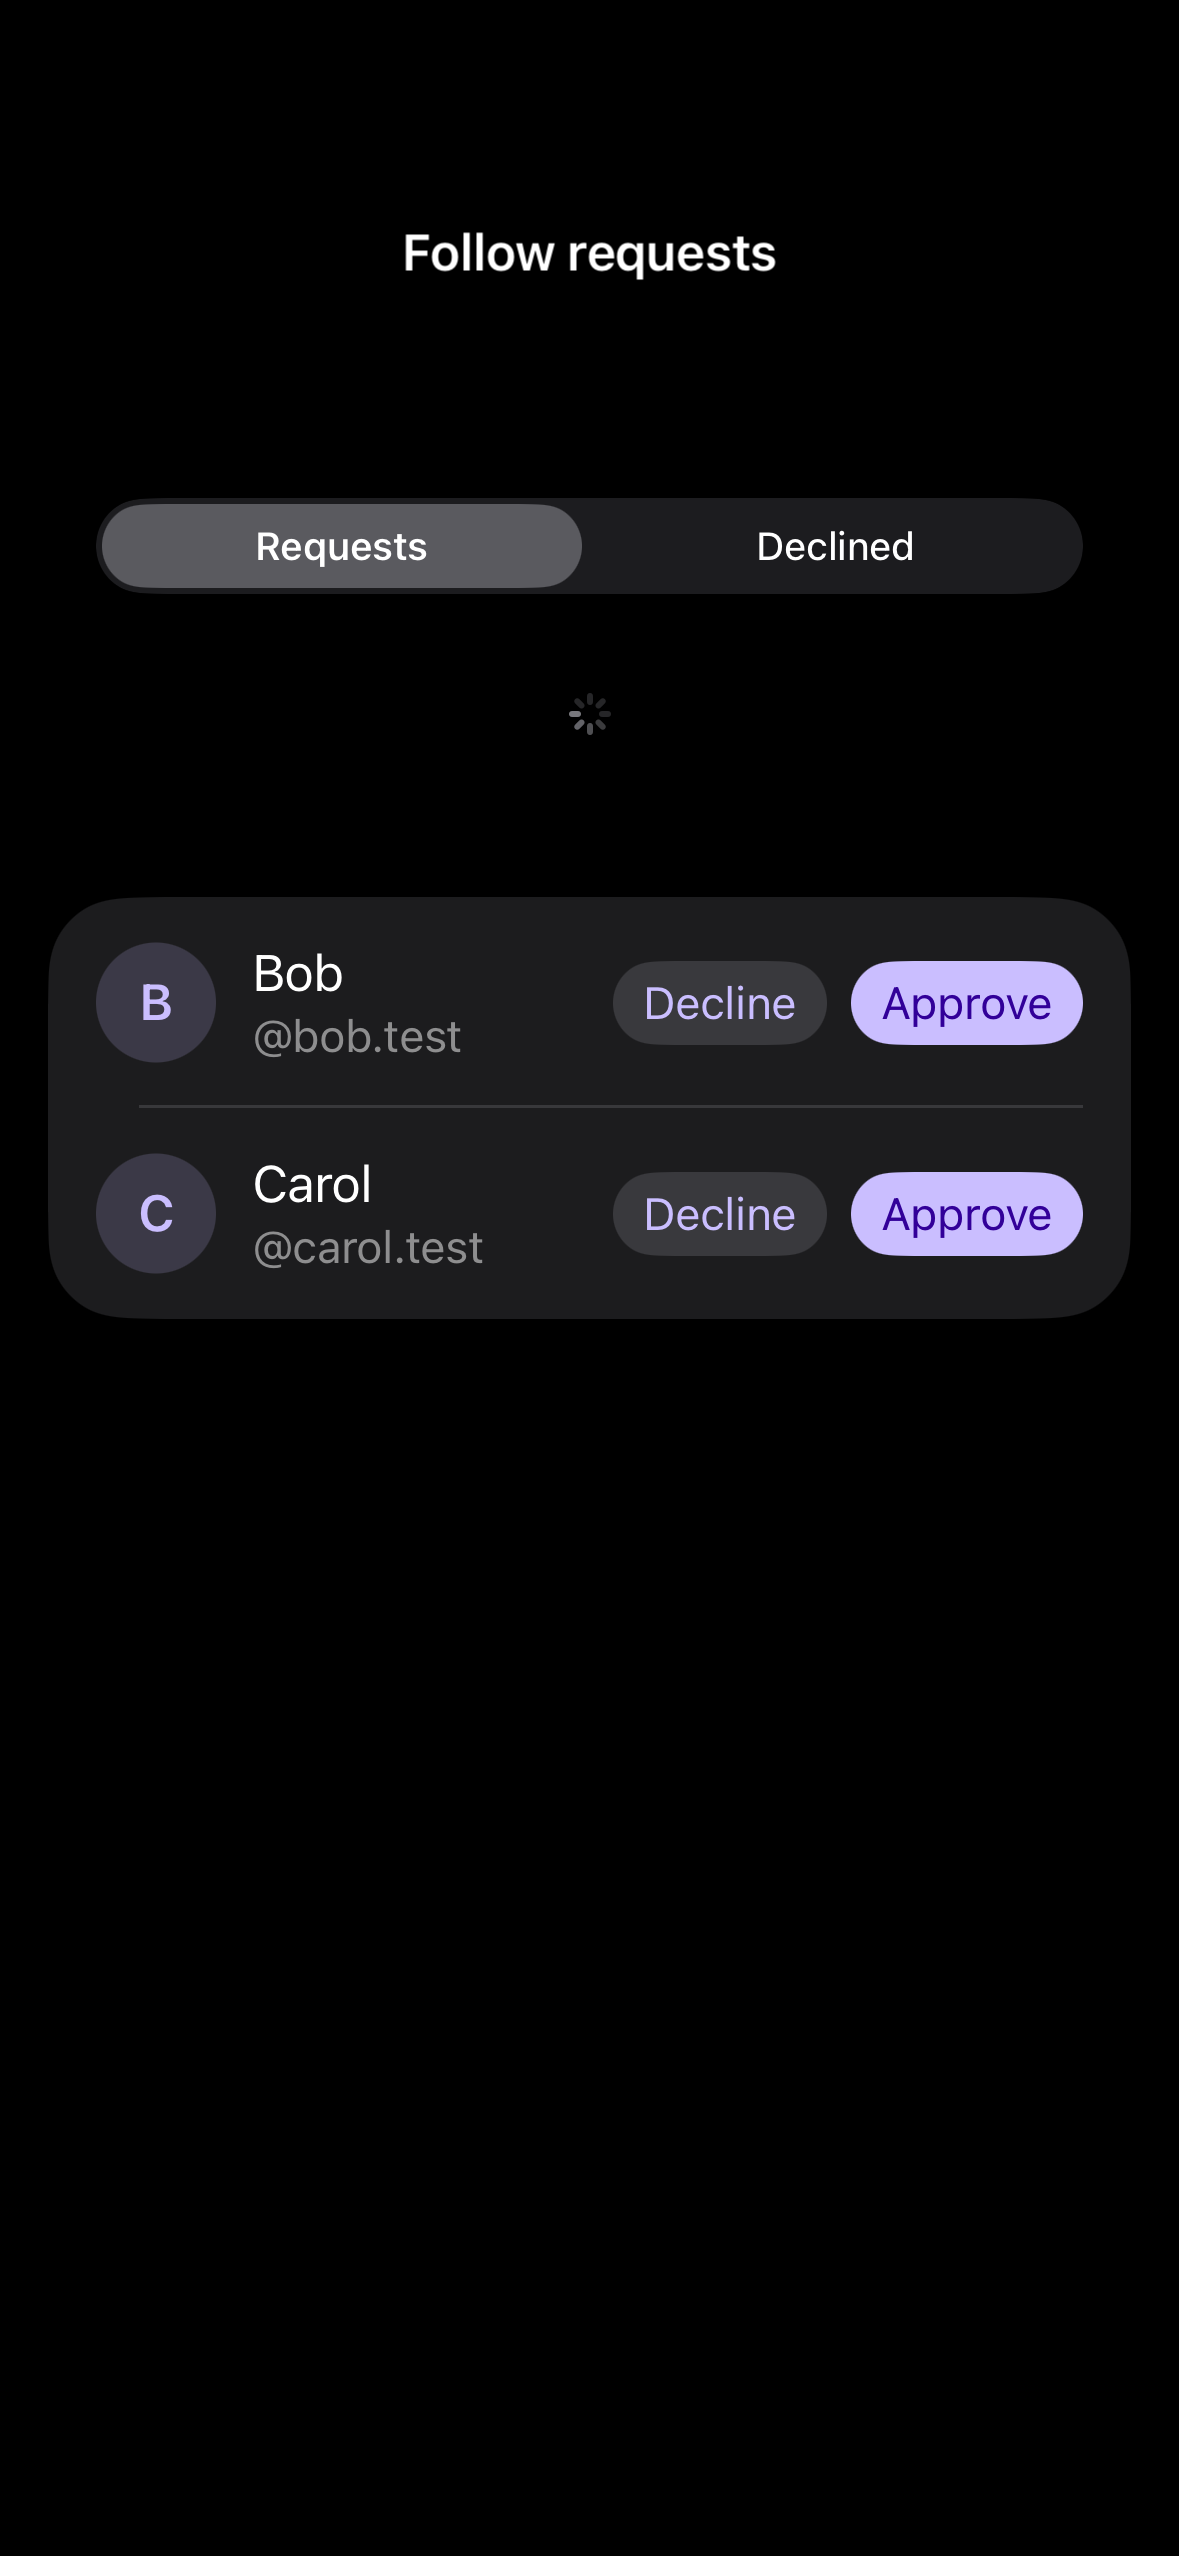 Follow requests
Requests
Declined
B
Bob
@bob.test
Decline
Approve
C
Carol
@carol.test
Decline
Approve